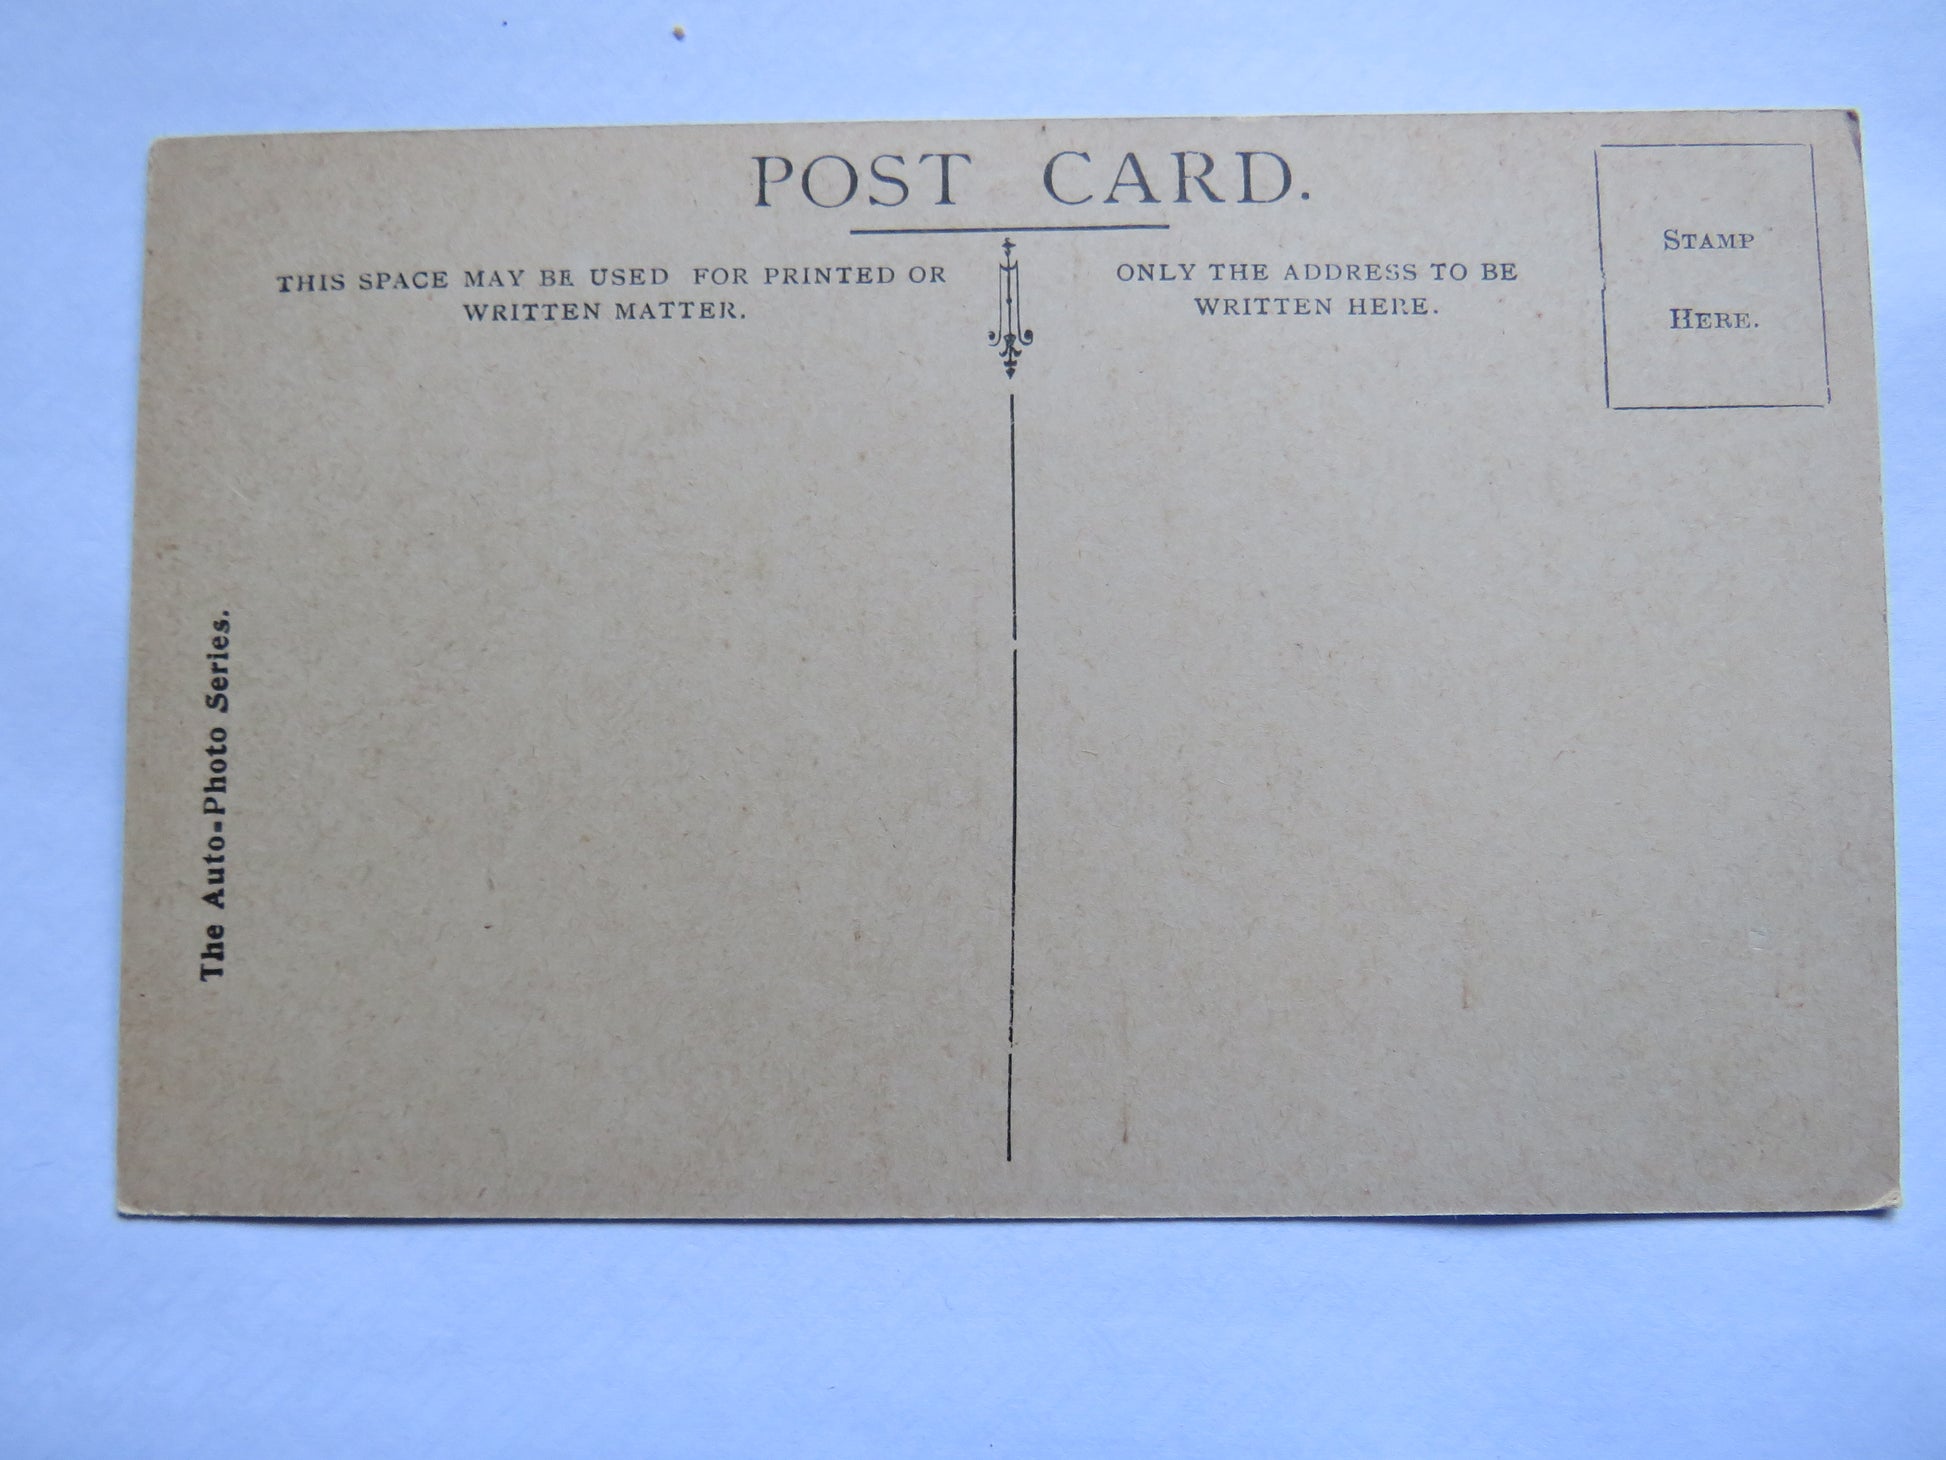 POST CARD.
THIS SPACE MAY BE USED FOR PRINTED OR
WRITTEN MATTER.
ONLY THE ADDRESS TO BE
WRITTEN HERE.
STAMP
HERE.
The Auto-Photo Series.